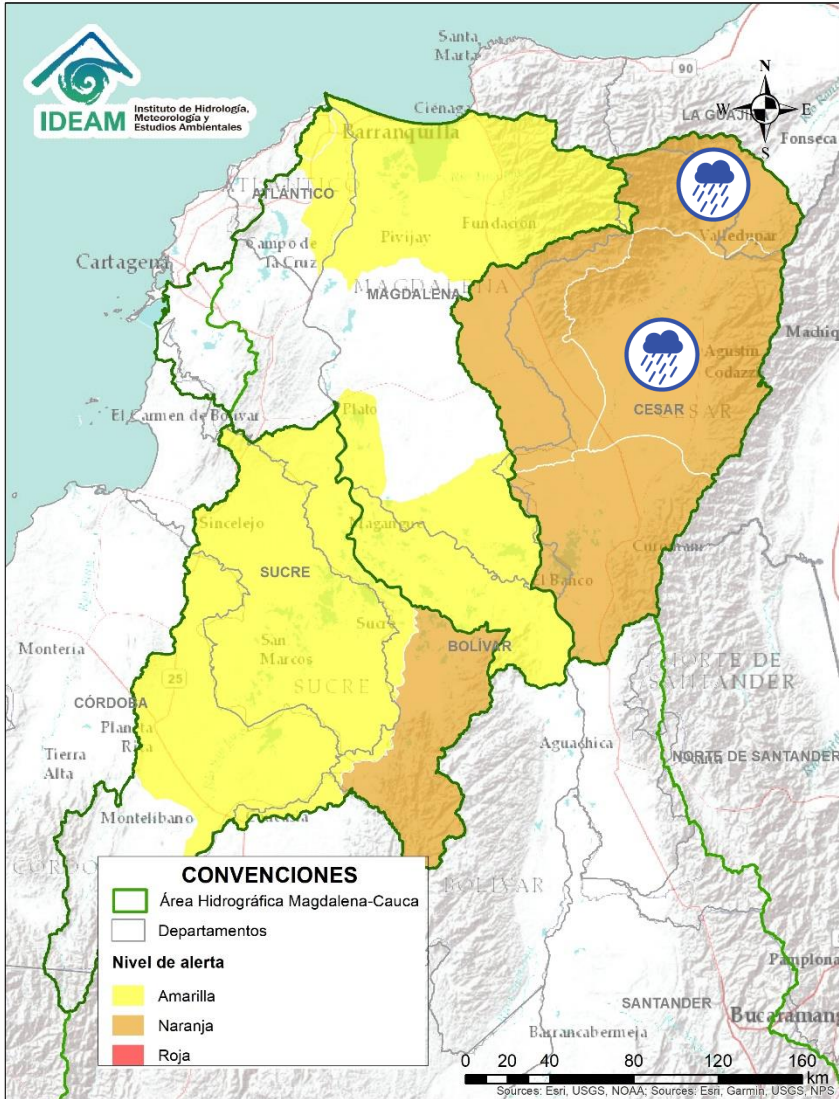 IDEAM
Instituto de Hidrología,
Meteorología y
Estudios Ambientales
Santa
Marta
90
N
W
E
S
Ciénaga
LA GUAJIRA
Fonseca
Barranquilla
ATLÁNTICO
Valledupar
Pivijay
Fundación
Campo de
la Cruz
Cartagena
MAGDALENA
MAGDALENA
Agustín
Codazzi
El Carmen de Bolívar
Plato
CESAR
CESAR
Sincelejo
Magangué
SUCRE
El Banco
Sucre
San
Marcos
BOLÍVAR
Montería
25
SUCRE
NORTE DE
SANTANDER
CÓRDOBA
Planeta
Rica
Tierra
Alta
Aguachica
NORTE DE SANTANDER
Montelíbano
BOLÍVAR
CONVENCIONES
Área Hidrográfica Magdalena-Cauca
Departamentos
Nivel de alerta
Amarilla
Naranja
Roja
Pamplona
SANTANDER
Barrancabermeja
0 20 40 80 120 160
km
Sources: Esri, USGS, NOAA; Sources: Esri, Garmin, USGS, NPS